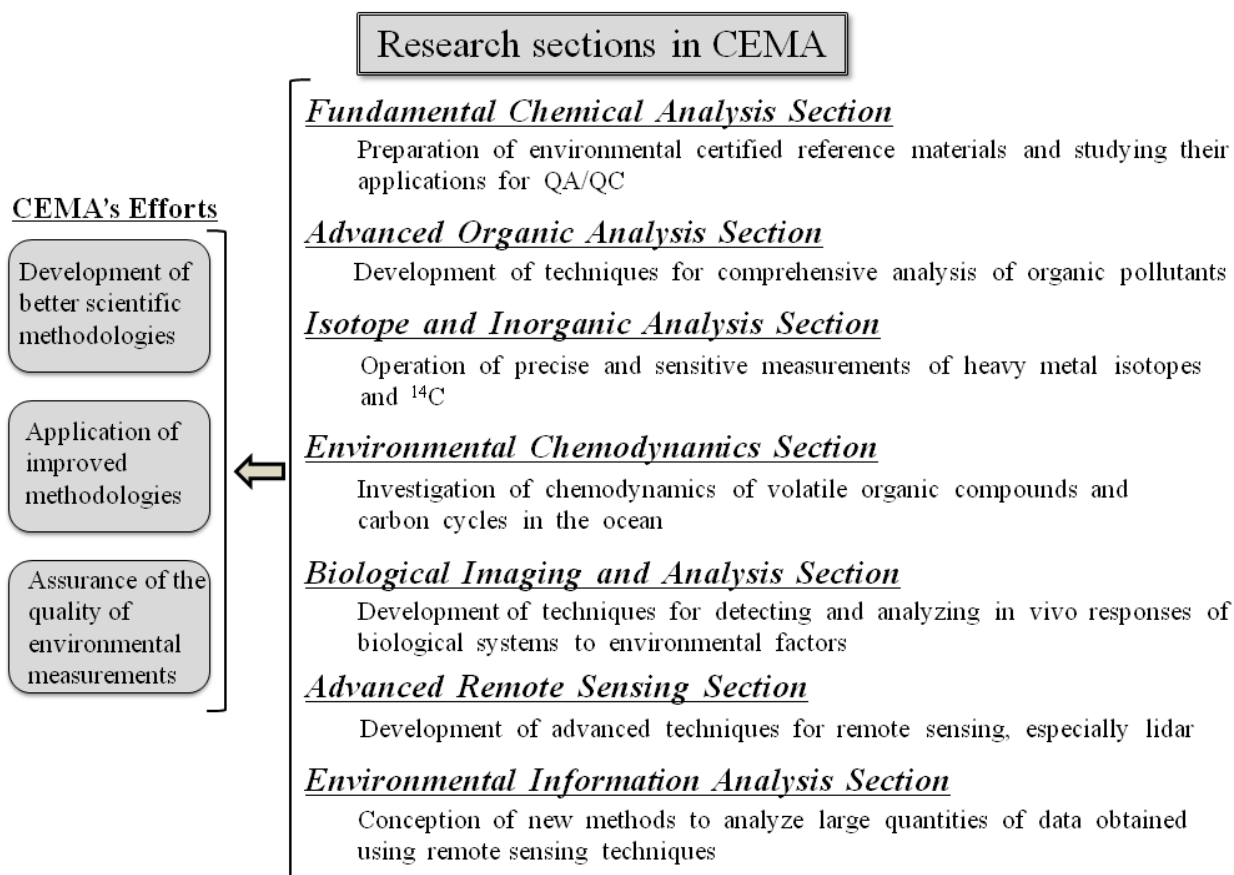 Research sections in CEMA
CEMA's Efforts
Development of
better scientific
methodologies
Application of
improved
methodologies
Assurance of the
quality of
environmental
measurements
Fundamental Chemical Analysis Section
Preparation of environmental certified reference materials and studying their
applications for QA/QC
Advanced Organic Analysis Section
Development of techniques for comprehensive analysis of organic pollutants
Isotope and Inorganic Analysis Section
Operation of precise and sensitive measurements of heavy metal isotopes
and ¹⁴C
Environmental Chemodynamics Section
Investigation of chemodynamics of volatile organic compounds and
carbon cycles in the ocean
Biological Imaging and Analysis Section
Development of techniques for detecting and analyzing in vivo responses of
biological systems to environmental factors
Advanced Remote Sensing Section
Development of advanced techniques for remote sensing, especially lidar
Environmental Information Analysis Section
Conception of new methods to analyze large quantities of data obtained
using remote sensing techniques